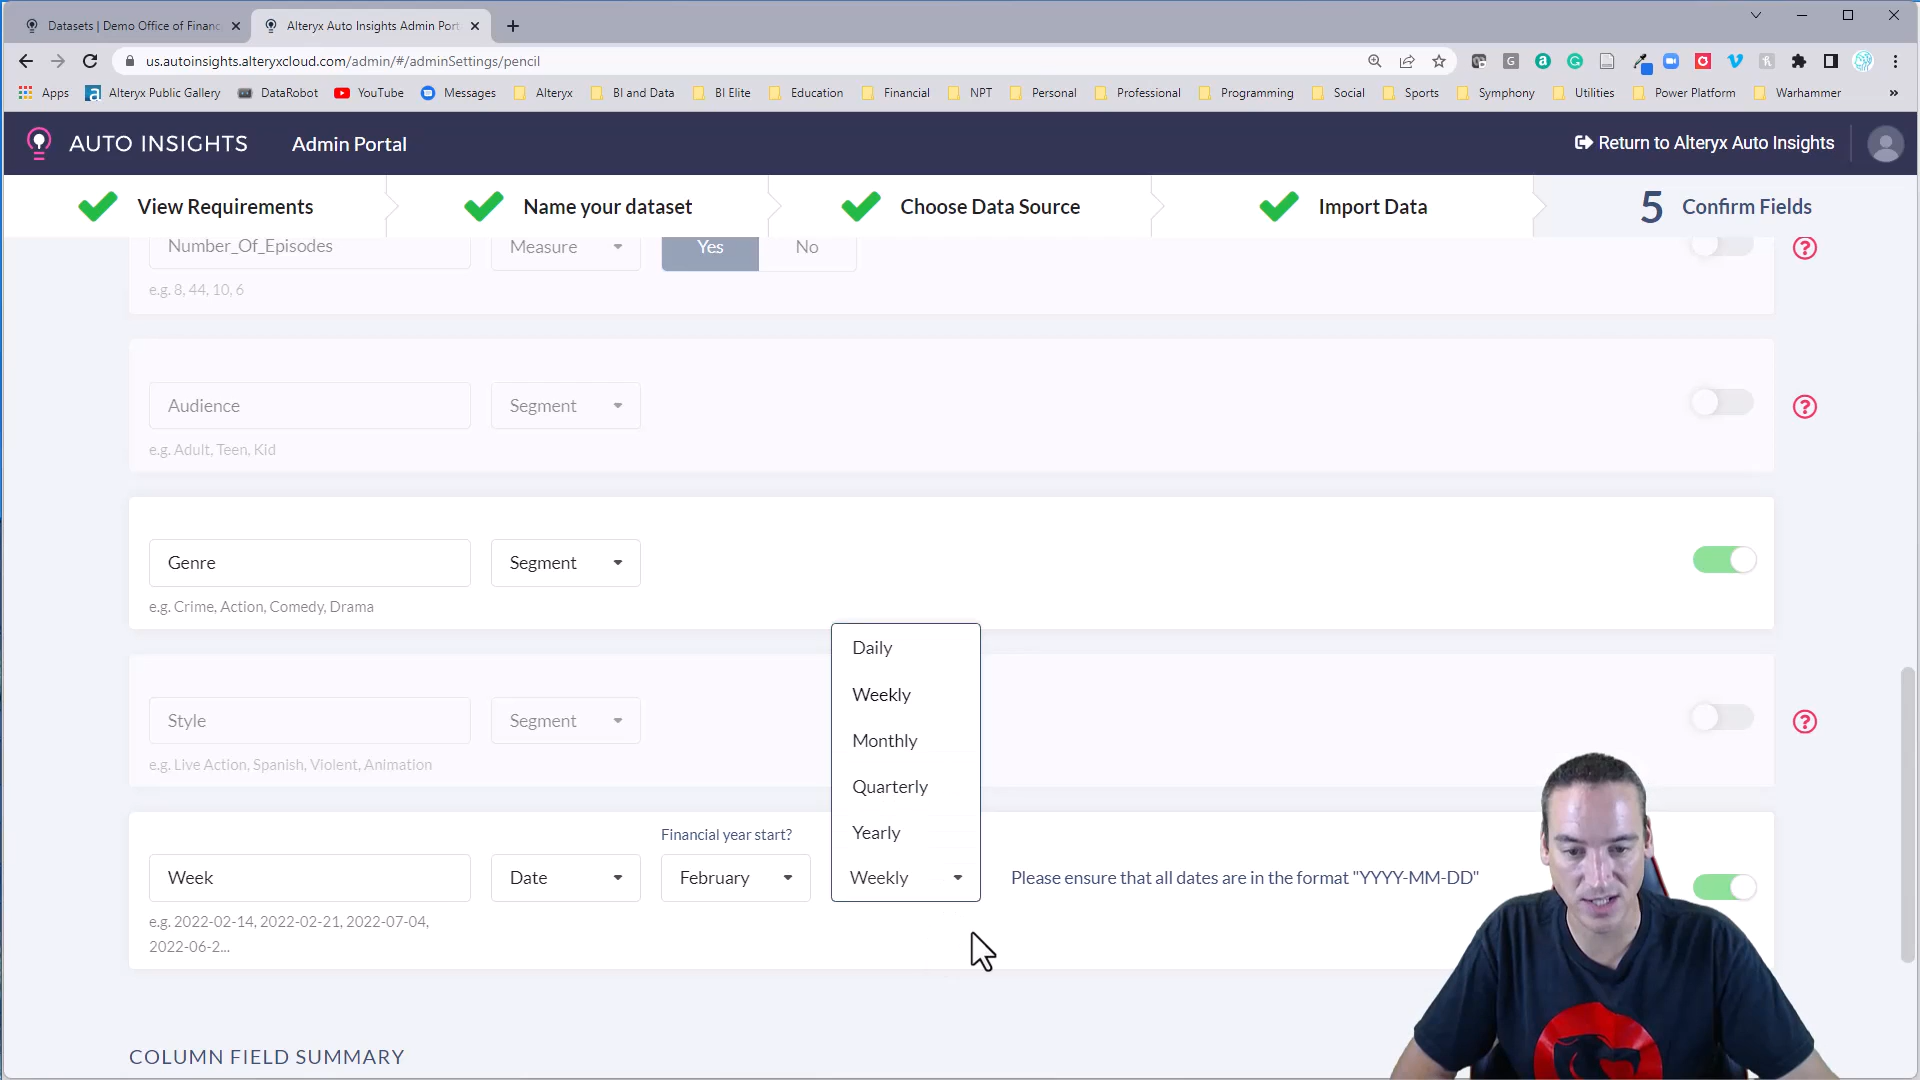 Datasets | Demo Office of Financ
Alteryx Auto Insights Admin Port
us.autoinsights.alteryxcloud.com/admin/#/adminSettings/pencil
Apps
Alteryx Public Gallery
DataRobot
YouTube
Messages
Alteryx
BI and Data
BI Elite
Education
Financial
NPT
Personal
Professional
Programming
Social
Sports
Symphony
Utilities
Power Platform
Warhammer
»
AUTO INSIGHTS
Admin Portal
Return to Alteryx Auto Insights
View Requirements
Name your dataset
Choose Data Source
Import Data
5 Confirm Fields
Number_Of_Episodes
Measure
Yes
No
e.g. 8, 44, 10, 6
Audience
Segment
e.g. Adult, Teen, Kid
Genre
Segment
e.g. Crime, Action, Comedy, Drama
Daily
Weekly
Monthly
Quarterly
Yearly
Style
Segment
e.g. Live Action, Spanish, Violent, Animation
Financial year start?
Week
Date
February
Weekly
Please ensure that all dates are in the format "YYYY-MM-DD"
e.g. 2022-02-14, 2022-02-21, 2022-07-04,
2022-06-2...
COLUMN FIELD SUMMARY